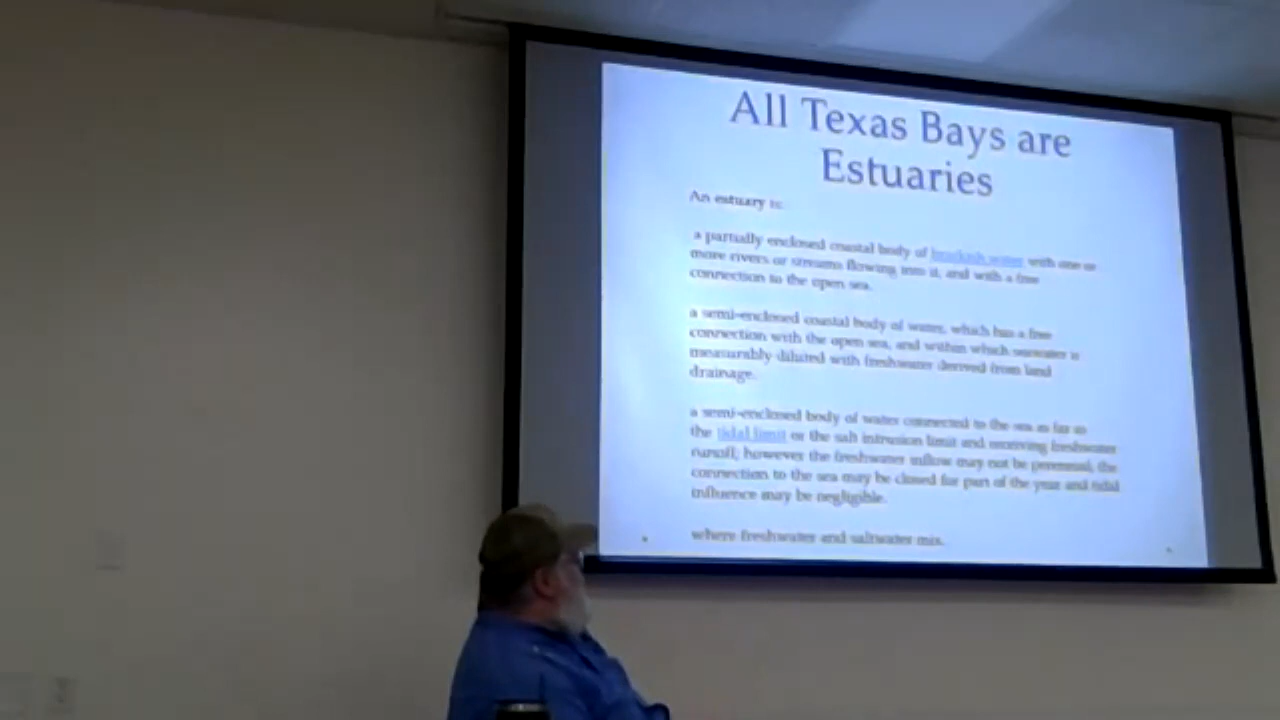 All Texas Bays are
Estuaries
An estuary is:
a partially enclosed coastal body of brackish water with one or
more rivers or streams flowing into it, and with a free
connection to the open sea.
a semi-enclosed coastal body of water, which has a free
connection with the open sea, and within which seawater is
measurably diluted with freshwater derived from land
drainage.
a semi-enclosed body of water connected to the sea as far as
the tidal limit or the salt intrusion limit and receiving freshwater
runoff; however the freshwater inflow may not be perennial, the
connection to the sea may be closed for part of the year and tidal
influence may be negligible.
where freshwater and saltwater mix.